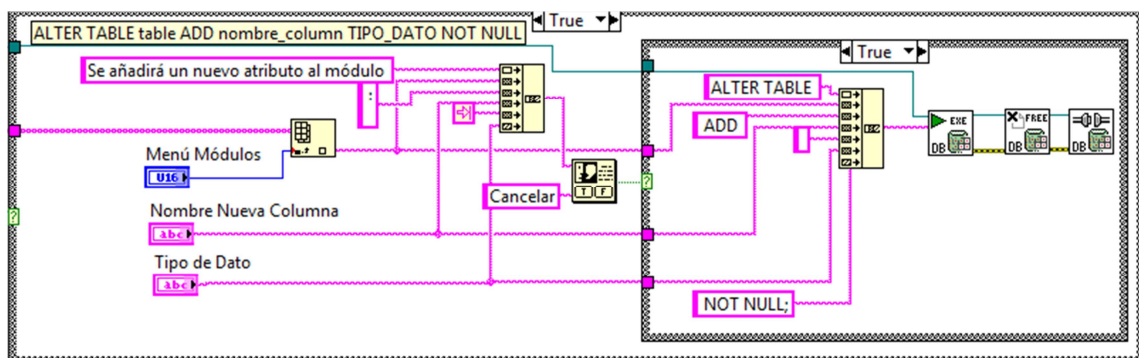 True
ALTER TABLE table ADD nombre_column TIPO_DATO NOT NULL
True
Se añadirá un nuevo atributo al módulo
:
ALTER TABLE
ADD
EXE
DB
FREE
DB
DB
Menú Módulos
U16
Cancelar
T F
?
?
Nombre Nueva Columna
abc
Tipo de Dato
abc
NOT NULL;